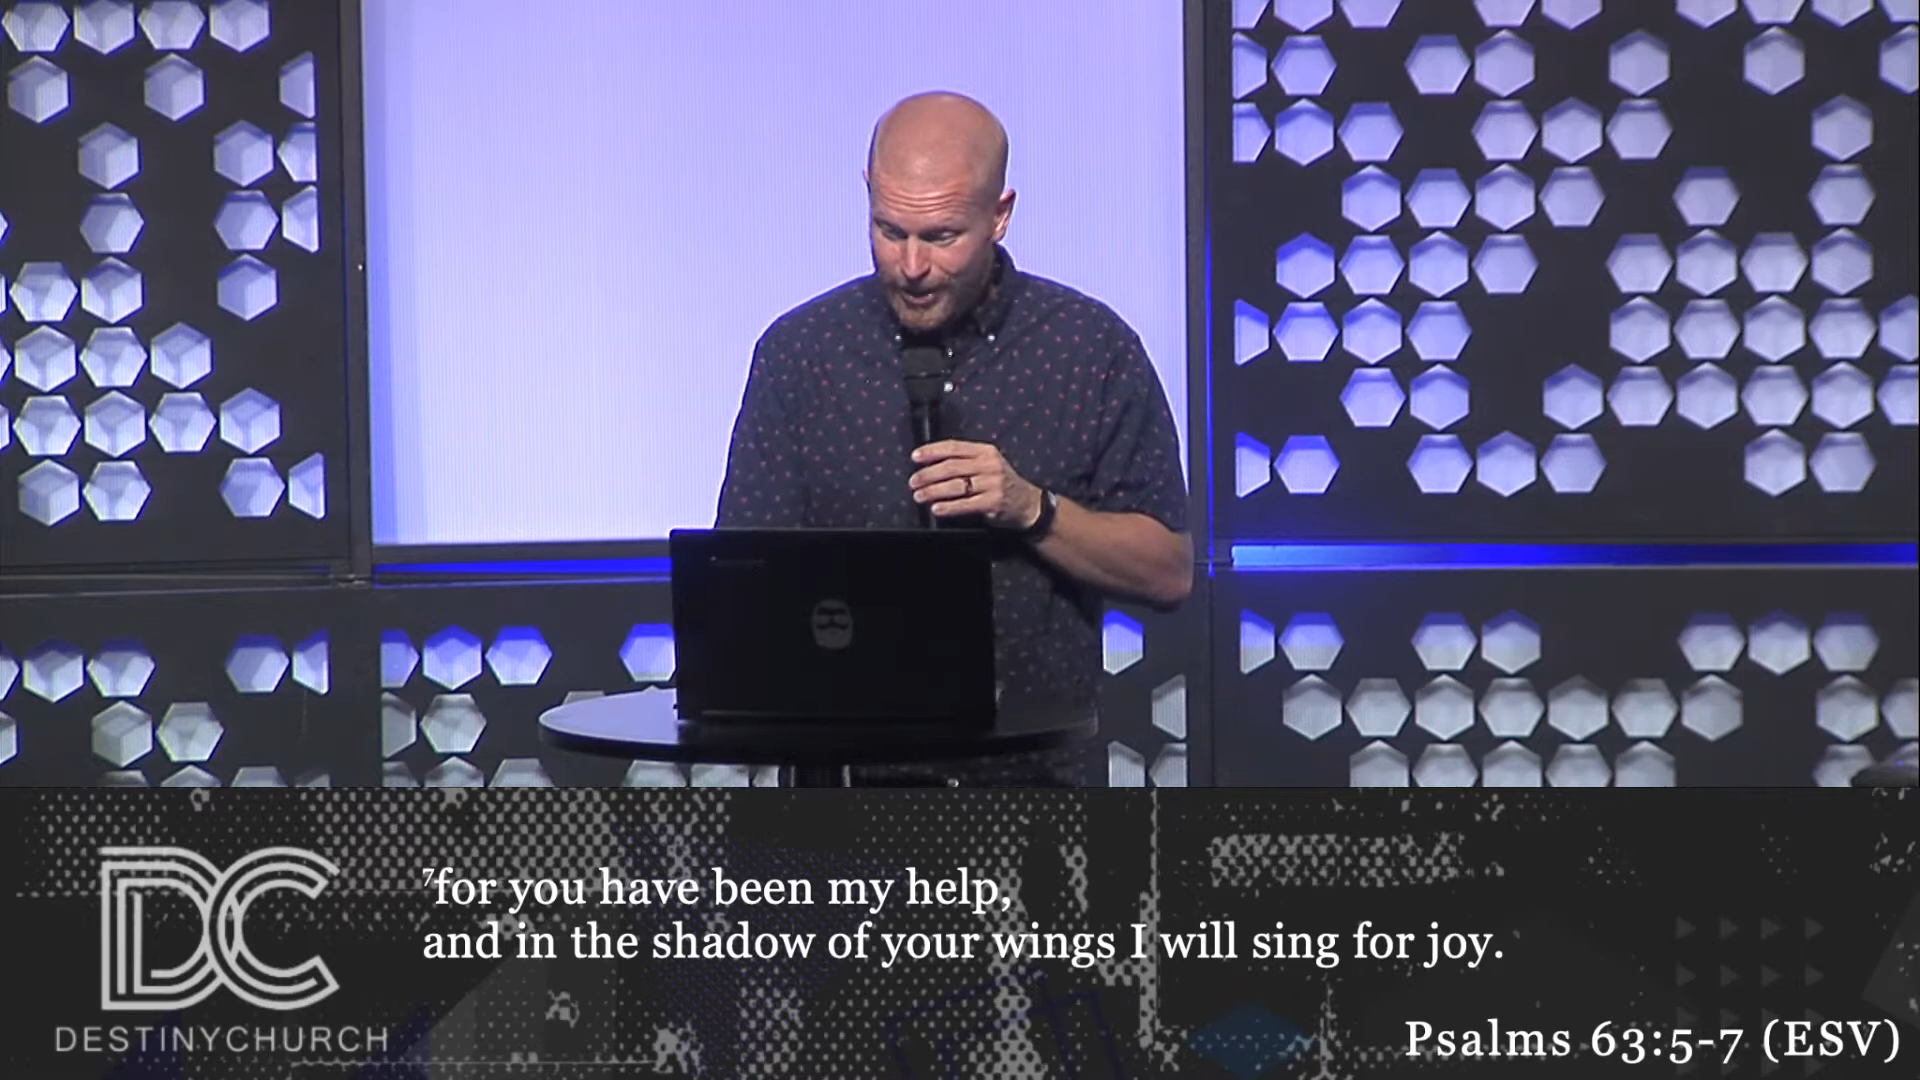 ⁷for you have been my help,
and in the shadow of your wings I will sing for joy.
DC
DESTINYCHURCH
Psalms 63:5-7 (ESV)